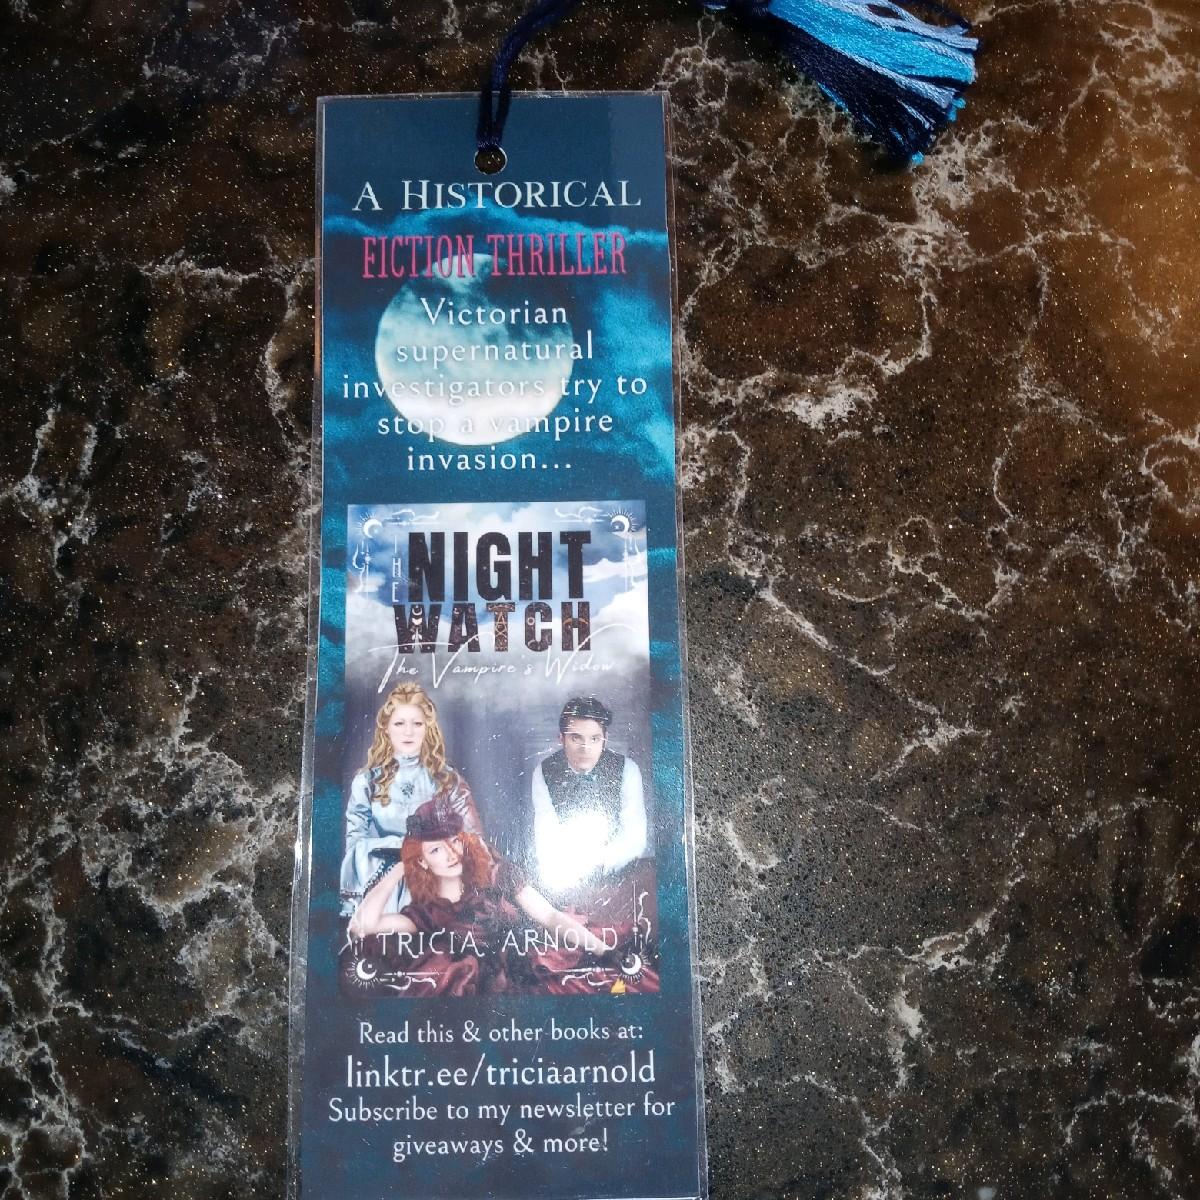 A HISTORICAL
FICTION THRILLER
Victorian
supernatural
investigators try to
stop a vampire
invasion...
THE NIGHT
WATCH
The Vampire's Widow
TRICIA ARNOLD
Read this & other books at:
linktr.ee/triciaarnold
Subscribe to my newsletter for
giveaways & more!